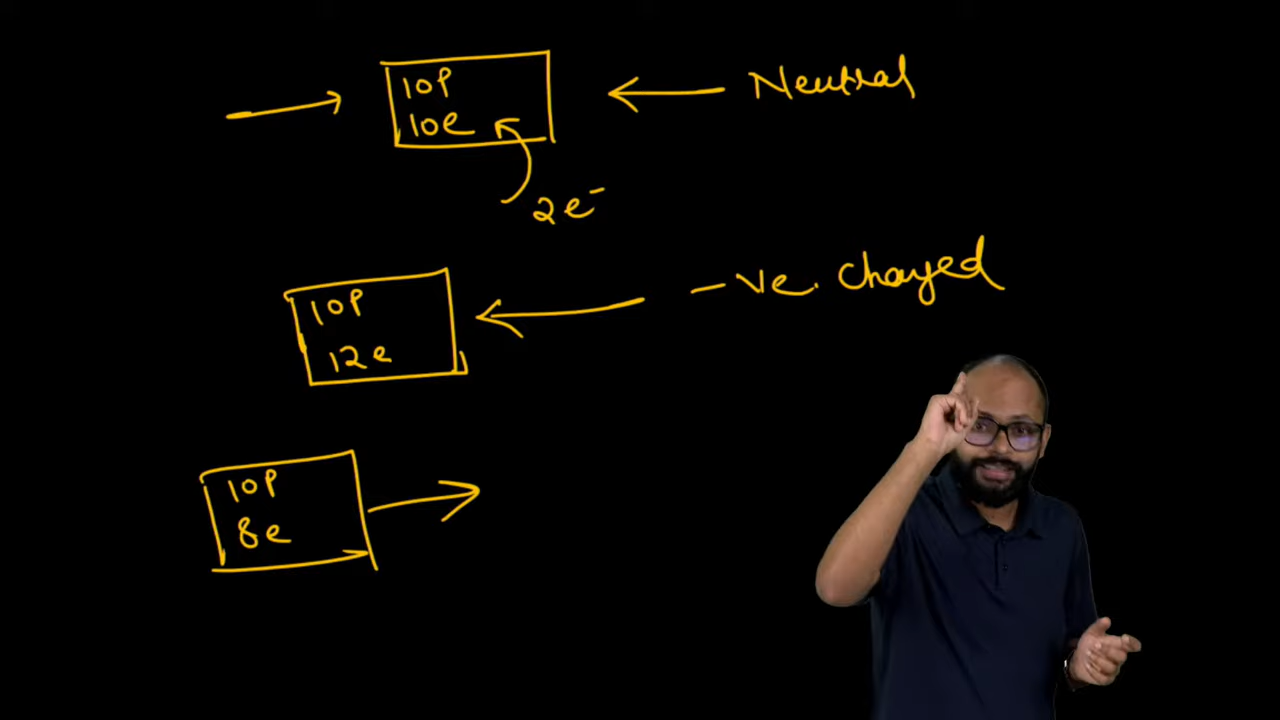 10P
10e
Neutral
2e⁻
10P
12e
-ve. Charged
10P
8e